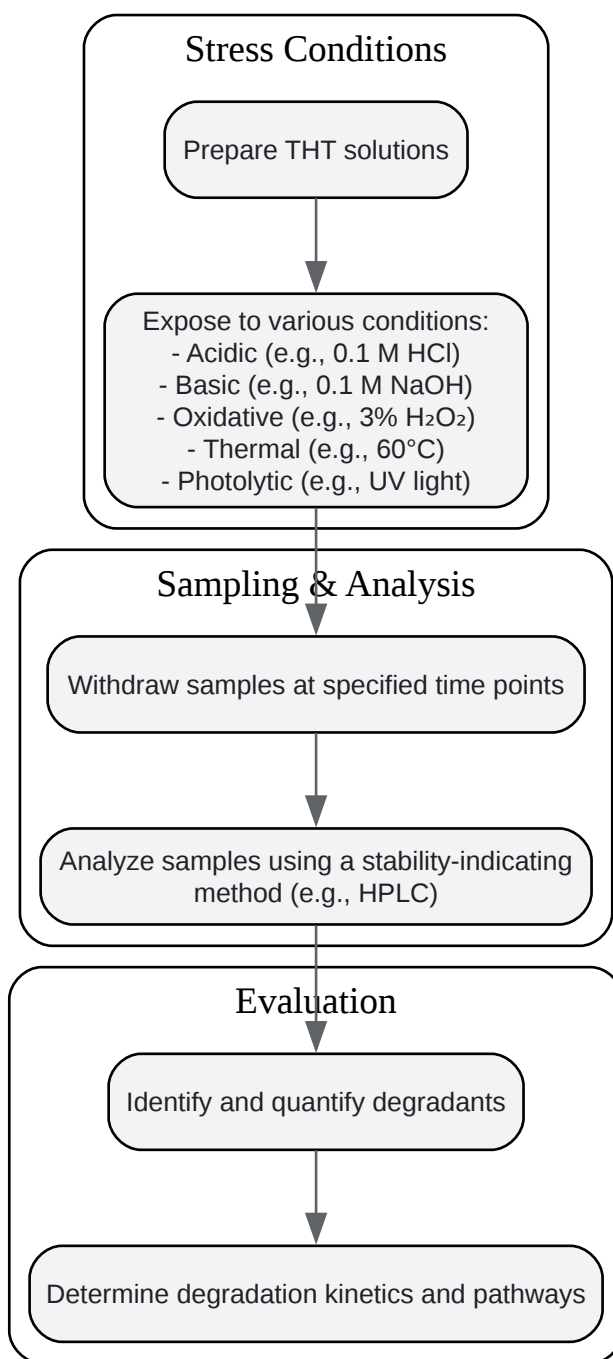 Stress Conditions
Prepare THT solutions
Expose to various conditions:
- Acidic (e.g., 0.1 M HCl)
- Basic (e.g., 0.1 M NaOH)
- Oxidative (e.g., 3% H₂O₂)
- Thermal (e.g., 60°C)
- Photolytic (e.g., UV light)
Sampling & Analysis
Withdraw samples at specified time points
Analyze samples using a stability-indicating
method (e.g., HPLC)
Evaluation
Identify and quantify degradants
Determine degradation kinetics and pathways